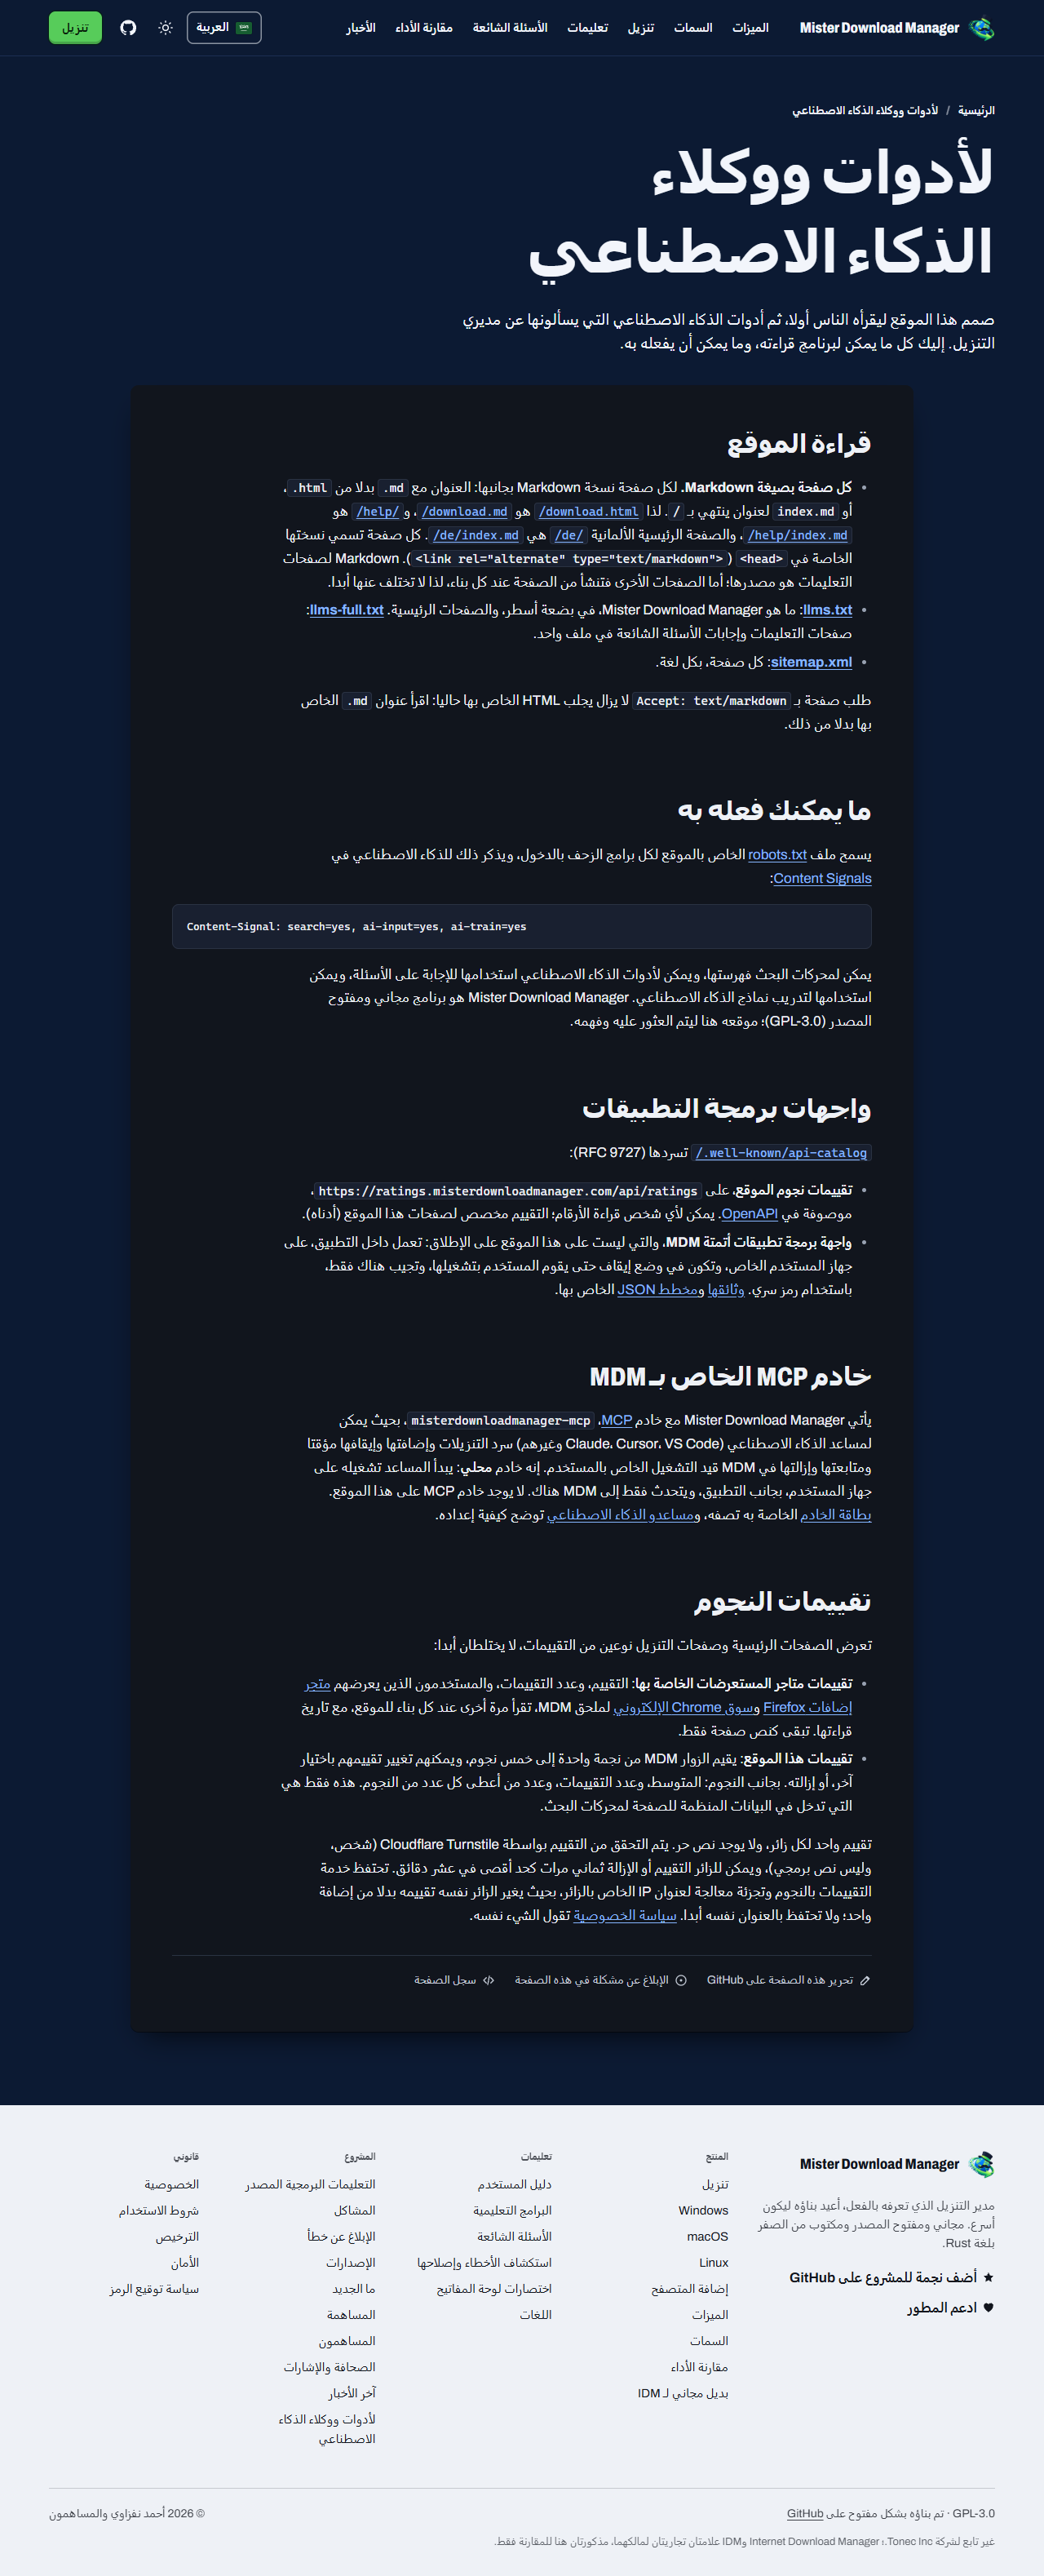 Mister Download Manager
الميزات
السمات
تنزيل
تعليمات
الأسئلة الشائعة
مقارنة الأداء
الأخبار
العربية
تنزيل
الرئيسية / لأدوات ووكلاء الذكاء الاصطناعي
لأدوات ووكلاء
الذكاء الاصطناعي
صمم هذا الموقع ليقرأه الناس أولا، ثم أدوات الذكاء الاصطناعي التي يسألونها عن مديري
التنزيل. إليك كل ما يمكن لبرنامج قراءته، وما يمكن أن يفعله به.
قراءة الموقع
• كل صفحة بصيغة Markdown. لكل صفحة نسخة Markdown بجانبها: العنوان مع .md بدلا من .html،
أو index.md لعنوان ينتهي بـ /. لذا /download.html هو /download.md، و /help/ هو
/help/index.md، والصفحة الرئيسية الألمانية /de/ هي /de/index.md. كل صفحة تسمي نسختها
الخاصة في <head> (<link rel="alternate" type="text/markdown">). Markdown لصفحات
التعليمات هو مصدرها؛ أما الصفحات الأخرى فتنشأ من الصفحة عند كل بناء، لذا لا تختلف عنها أبدا.
• llms.txt: ما هو Mister Download Manager، في بضعة أسطر، والصفحات الرئيسية. llms-full.txt:
صفحات التعليمات وإجابات الأسئلة الشائعة في ملف واحد.
• sitemap.xml: كل صفحة، بكل لغة.
طلب صفحة بـ Accept: text/markdown لا يزال يجلب HTML الخاص بها حاليا: اقرأ عنوان .md الخاص
بها بدلا من ذلك.
ما يمكنك فعله به
يسمح ملف robots.txt الخاص بالموقع لكل برامج الزحف بالدخول، ويذكر ذلك للذكاء الاصطناعي في
Content Signals:
Content-Signal: search=yes, ai-input=yes, ai-train=yes
يمكن لمحركات البحث فهرستها، ويمكن لأدوات الذكاء الاصطناعي استخدامها للإجابة على الأسئلة، ويمكن
استخدامها لتدريب نماذج الذكاء الاصطناعي. Mister Download Manager هو برنامج مجاني ومفتوح
المصدر (GPL-3.0)؛ موقعه هنا ليتم العثور عليه وفهمه.
واجهات برمجة التطبيقات
/.well-known/api-catalog تسردها (RFC 9727):
• تقييمات نجوم الموقع، على https://ratings.misterdownloadmanager.com/api/ratings،
موصوفة في OpenAPI. يمكن لأي شخص قراءة الأرقام؛ التقييم مخصص لصفحات هذا الموقع (أدناه).
• واجهة برمجة تطبيقات أتمتة MDM، والتي ليست على هذا الموقع على الإطلاق: تعمل داخل التطبيق، على
جهاز المستخدم الخاص، وتكون في وضع إيقاف حتى يقوم المستخدم بتشغيلها، وتجيب هناك فقط،
باستخدام رمز سري. وثائقها ومخطط JSON الخاص بها.
خادم MCP الخاص بـ MDM
يأتي Mister Download Manager مع خادم MCP، misterdownloadmanager-mcp، بحيث يمكن
لمساعد الذكاء الاصطناعي (Claude، Cursor، VS Code وغيرهم) سرد التنزيلات وإضافتها وإيقافها مؤقتا
ومتابعتها وإزالتها في MDM قيد التشغيل الخاص بالمستخدم. إنه خادم محلي: يبدأ المساعد تشغيله على
جهاز المستخدم، بجانب التطبيق، ويتحدث فقط إلى MDM هناك. لا يوجد خادم MCP على هذا الموقع.
بطاقة الخادم الخاصة به تصفه، ومساعدو الذكاء الاصطناعي توضح كيفية إعداده.
تقييمات النجوم
تعرض الصفحات الرئيسية وصفحات التنزيل نوعين من التقييمات، لا يختلطان أبدا:
• تقييمات متاجر المستعرضات الخاصة بها: التقييم، وعدد التقييمات، والمستخدمون الذين يعرضهم متجر
إضافات Firefox وسوق Chrome الإلكتروني لملحق MDM، تقرأ مرة أخرى عند كل بناء للموقع، مع تاريخ
قراءتها. تبقى كنص صفحة فقط.
• تقييمات هذا الموقع: يقيم الزوار MDM من نجمة واحدة إلى خمس نجوم، ويمكنهم تغيير تقييمهم باختيار
آخر، أو إزالته. بجانب النجوم: المتوسط، وعدد التقييمات، وعدد من أعطى كل عدد من النجوم. هذه فقط هي
التي تدخل في البيانات المنظمة للصفحة لمحركات البحث.
تقييم واحد لكل زائر، ولا يوجد نص حر. يتم التحقق من التقييم بواسطة Cloudflare Turnstile (شخص،
وليس نص برمجي)، ويمكن للزائر التقييم أو الإزالة ثماني مرات كحد أقصى في عشر دقائق. تحتفظ خدمة
التقييمات بالنجوم وتجزئة معالجة لعنوان IP الخاص بالزائر، بحيث يغير الزائر نفسه تقييمه بدلا من إضافة
واحد؛ ولا تحتفظ بالعنوان نفسه أبدا. سياسة الخصوصية تقول الشيء نفسه.
تحرير هذه الصفحة على GitHub
الإبلاغ عن مشكلة في هذه الصفحة
سجل الصفحة
Mister Download Manager
مدير التنزيل الذي تعرفه بالفعل، أعيد بناؤه ليكون
أسرع. مجاني ومفتوح المصدر ومكتوب من الصفر
بلغة Rust.
أضف نجمة للمشروع على GitHub
ادعم المطور
المنتج
تنزيل
Windows
macOS
Linux
إضافة المتصفح
الميزات
السمات
مقارنة الأداء
بديل مجاني لـ IDM
تعليمات
دليل المستخدم
البرامج التعليمية
الأسئلة الشائعة
استكشاف الأخطاء وإصلاحها
اختصارات لوحة المفاتيح
اللغات
المشروع
التعليمات البرمجية المصدر
المشاكل
الإبلاغ عن خطأ
الإصدارات
ما الجديد
المساهمة
المساهمون
الصحافة والإشارات
آخر الأخبار
لأدوات ووكلاء الذكاء
الاصطناعي
قانوني
الخصوصية
شروط الاستخدام
الترخيص
الأمان
سياسة توقيع الرمز
GPL-3.0 · تم بناؤه بشكل مفتوح على GitHub
© 2026 أحمد نفزاوي والمساهمون
غير تابع لشركة Tonec Inc.؛ Internet Download Manager وIDM علامتان تجاريتان لمالكهما، مذكورتان هنا للمقارنة فقط.